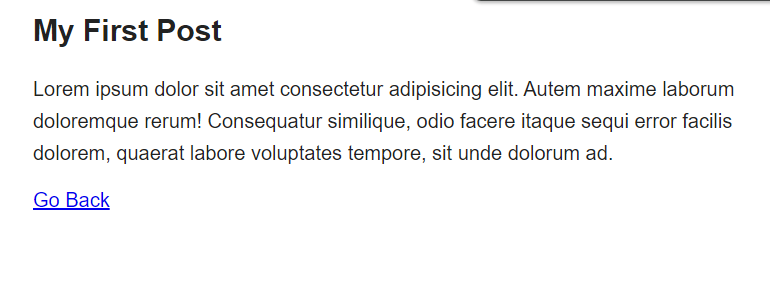 My First Post
Lorem ipsum dolor sit amet consectetur adipisicing elit. Autem maxime laborum
doloremque rerum! Consequatur similique, odio facere itaque sequi error facilis
dolorem, quaerat labore voluptates tempore, sit unde dolorum ad.
Go Back